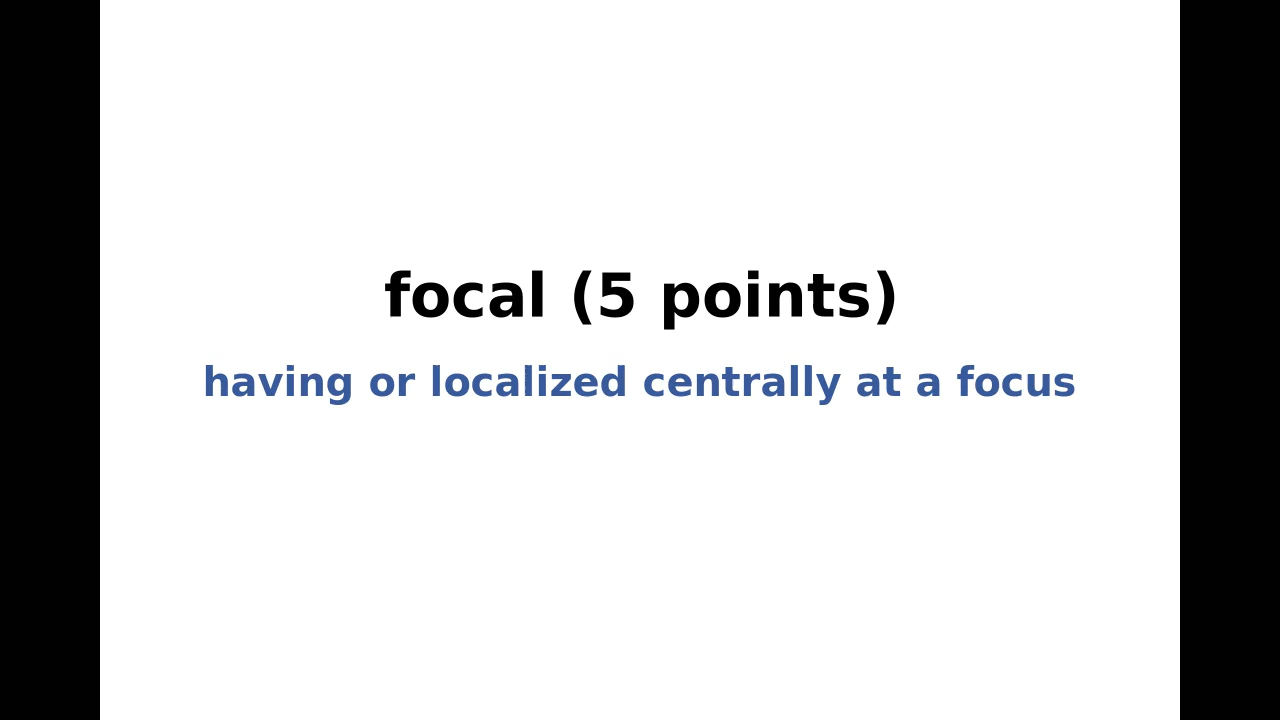 focal (5 points)
having or localized centrally at a focus